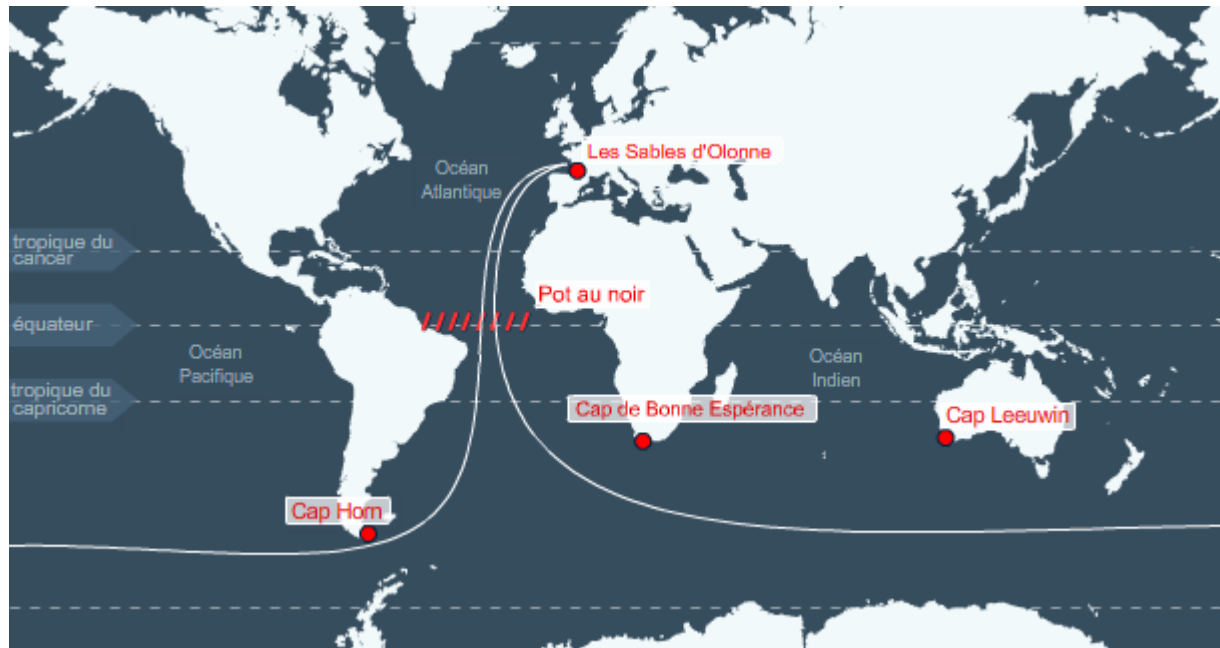 Les Sables d'Olonne
Océan
Atlantique
tropique du
cancer
Pot au noir
équateur
Océan
Pacifique
Océan
Indien
tropique du
capricorne
Cap de Bonne Espérance
Cap Leeuwin
Cap Horn